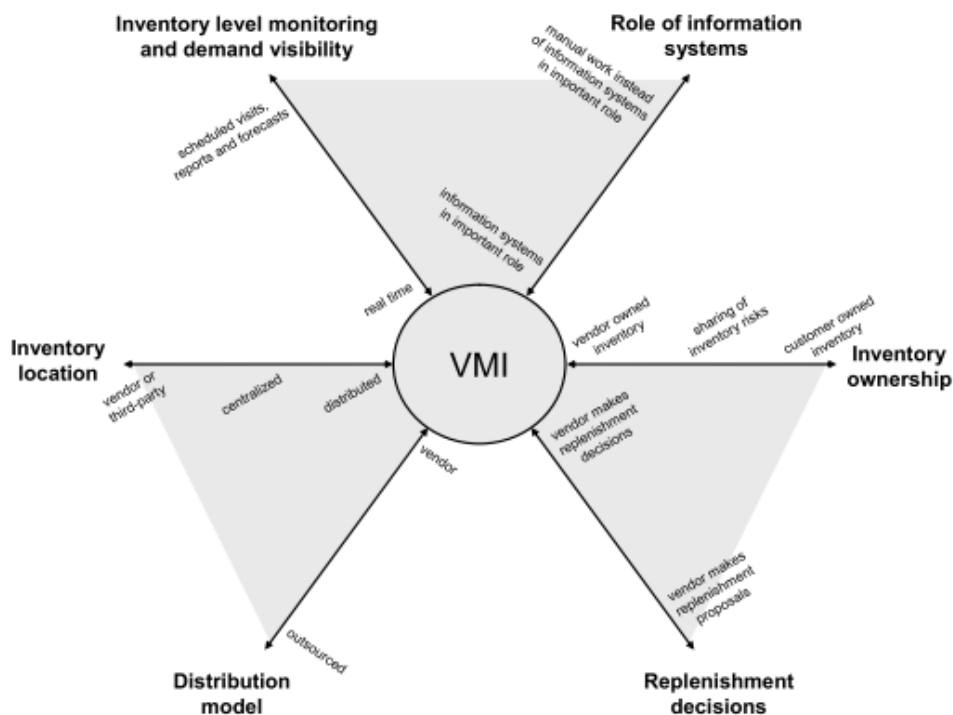 Inventory level monitoring
and demand visibility
Role of information
systems
scheduled visits,
reports and forecasts
manual work instead
of information systems
in important role
information systems
in important role
real time
vendor owned
inventory
sharing of
inventory risks
customer owned
inventory
Inventory
location
VMI
Inventory
ownership
vendor or
third-party
centralized
distributed
vendor
vendor makes
replenishment
decisions
vendor makes
replenishment
proposals
outsourced
Distribution
model
Replenishment
decisions